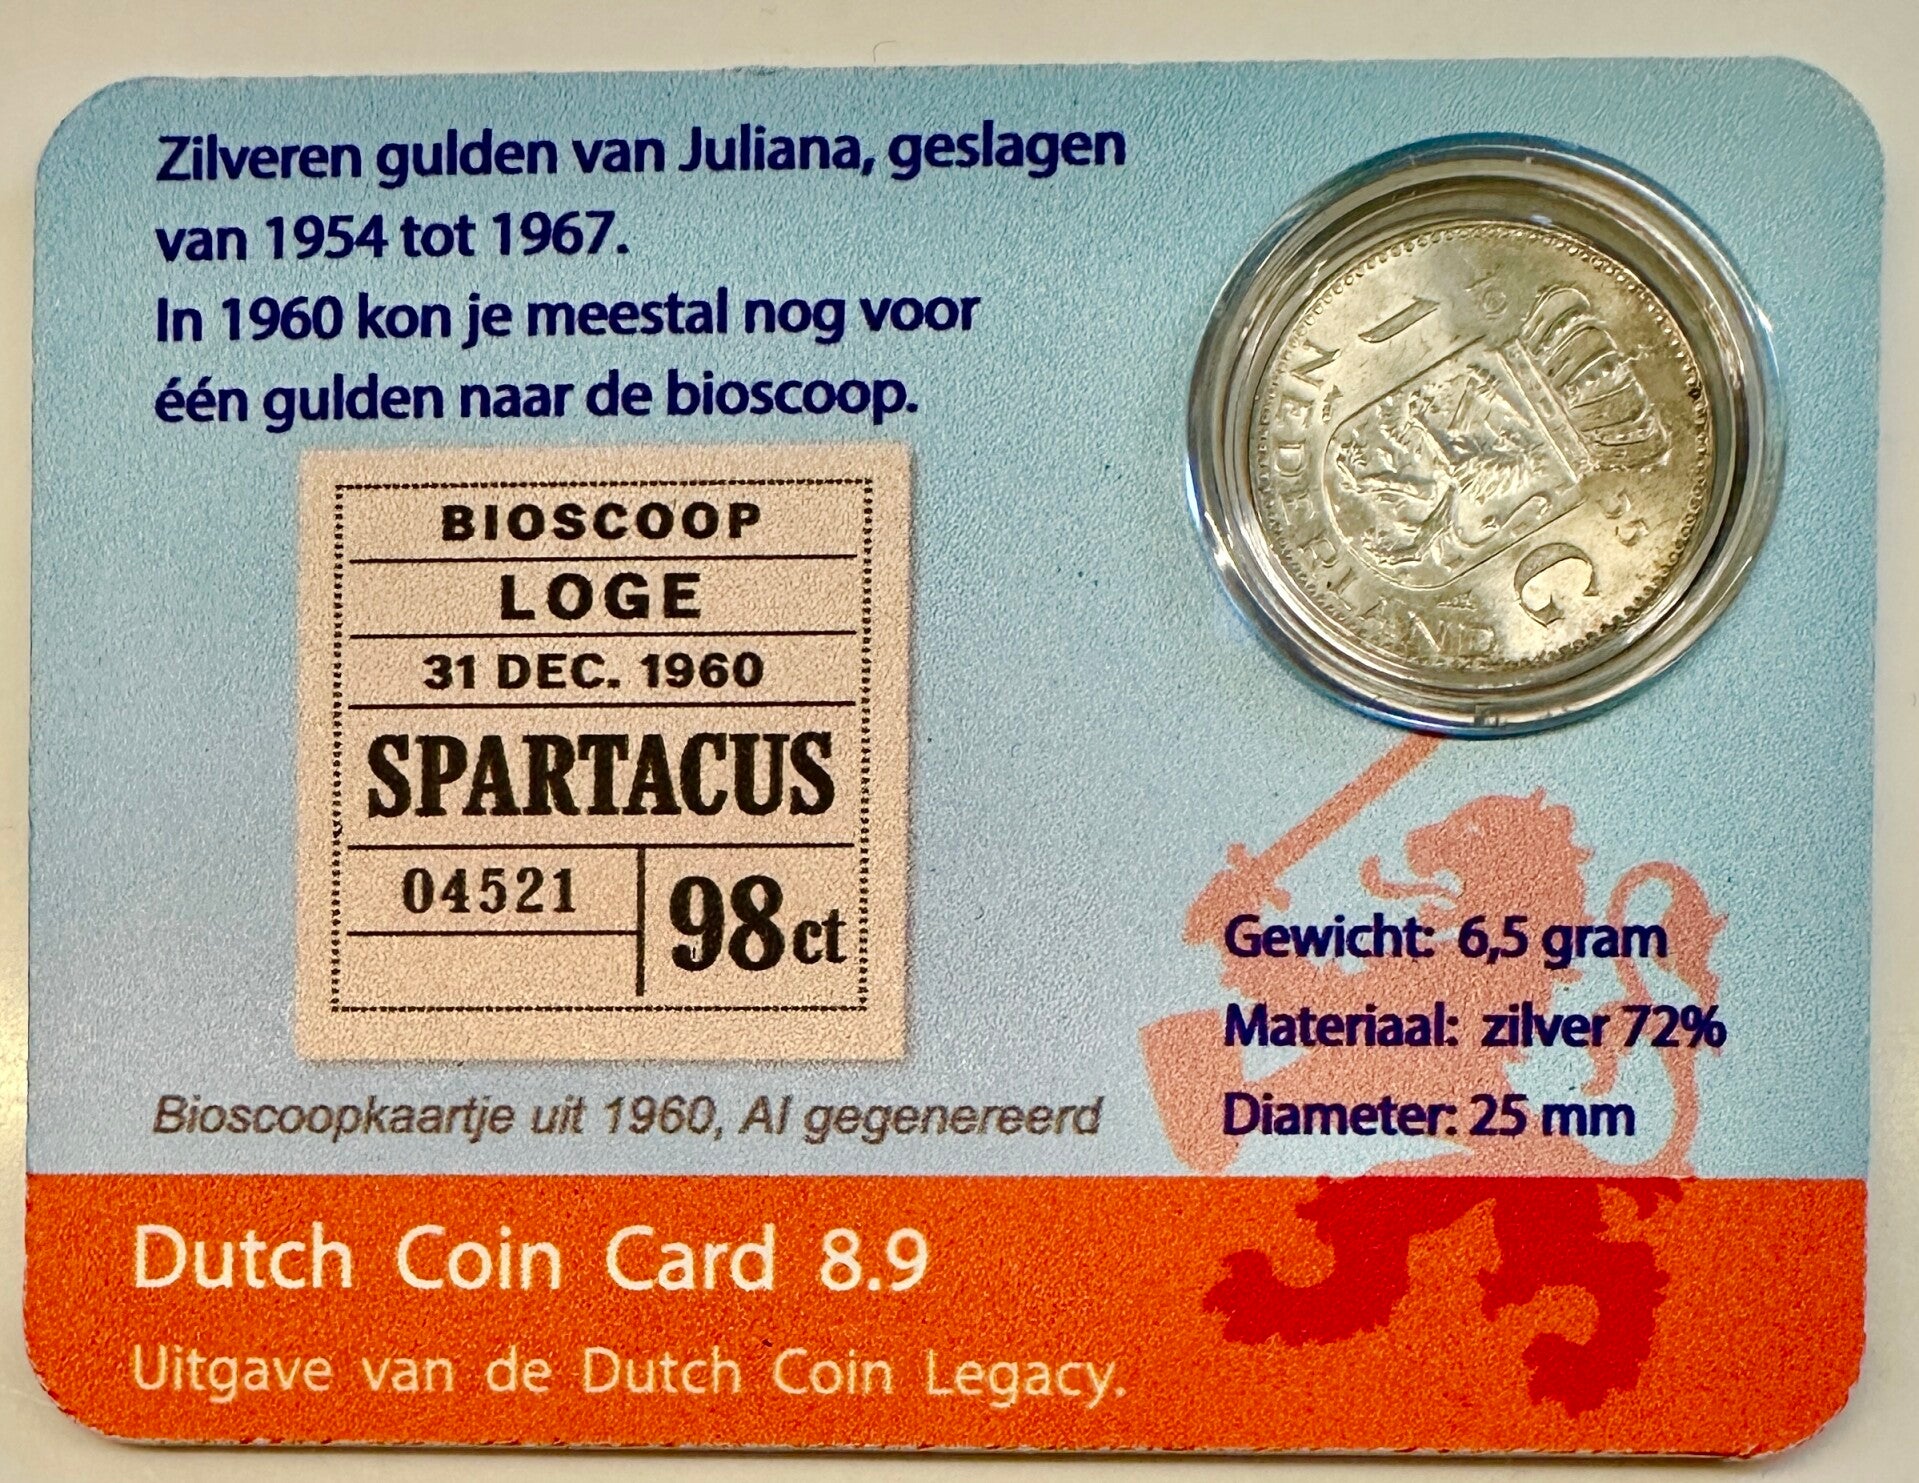 Zilveren gulden van Juliana, geslagen
van 1954 tot 1967.
In 1960 kon je meestal nog voor
één gulden naar de bioscoop.
BIOSCOOP
LOGE
31 DEC. 1960
SPARTACUS
04521
98ct
Bioscoopkaartje uit 1960, AI gegenereerd
1 G
NEDERLAND
55
Gewicht: 6,5 gram
Materiaal: zilver 72%
Diameter: 25 mm
Dutch Coin Card 8.9
Uitgave van de Dutch Coin Legacy.